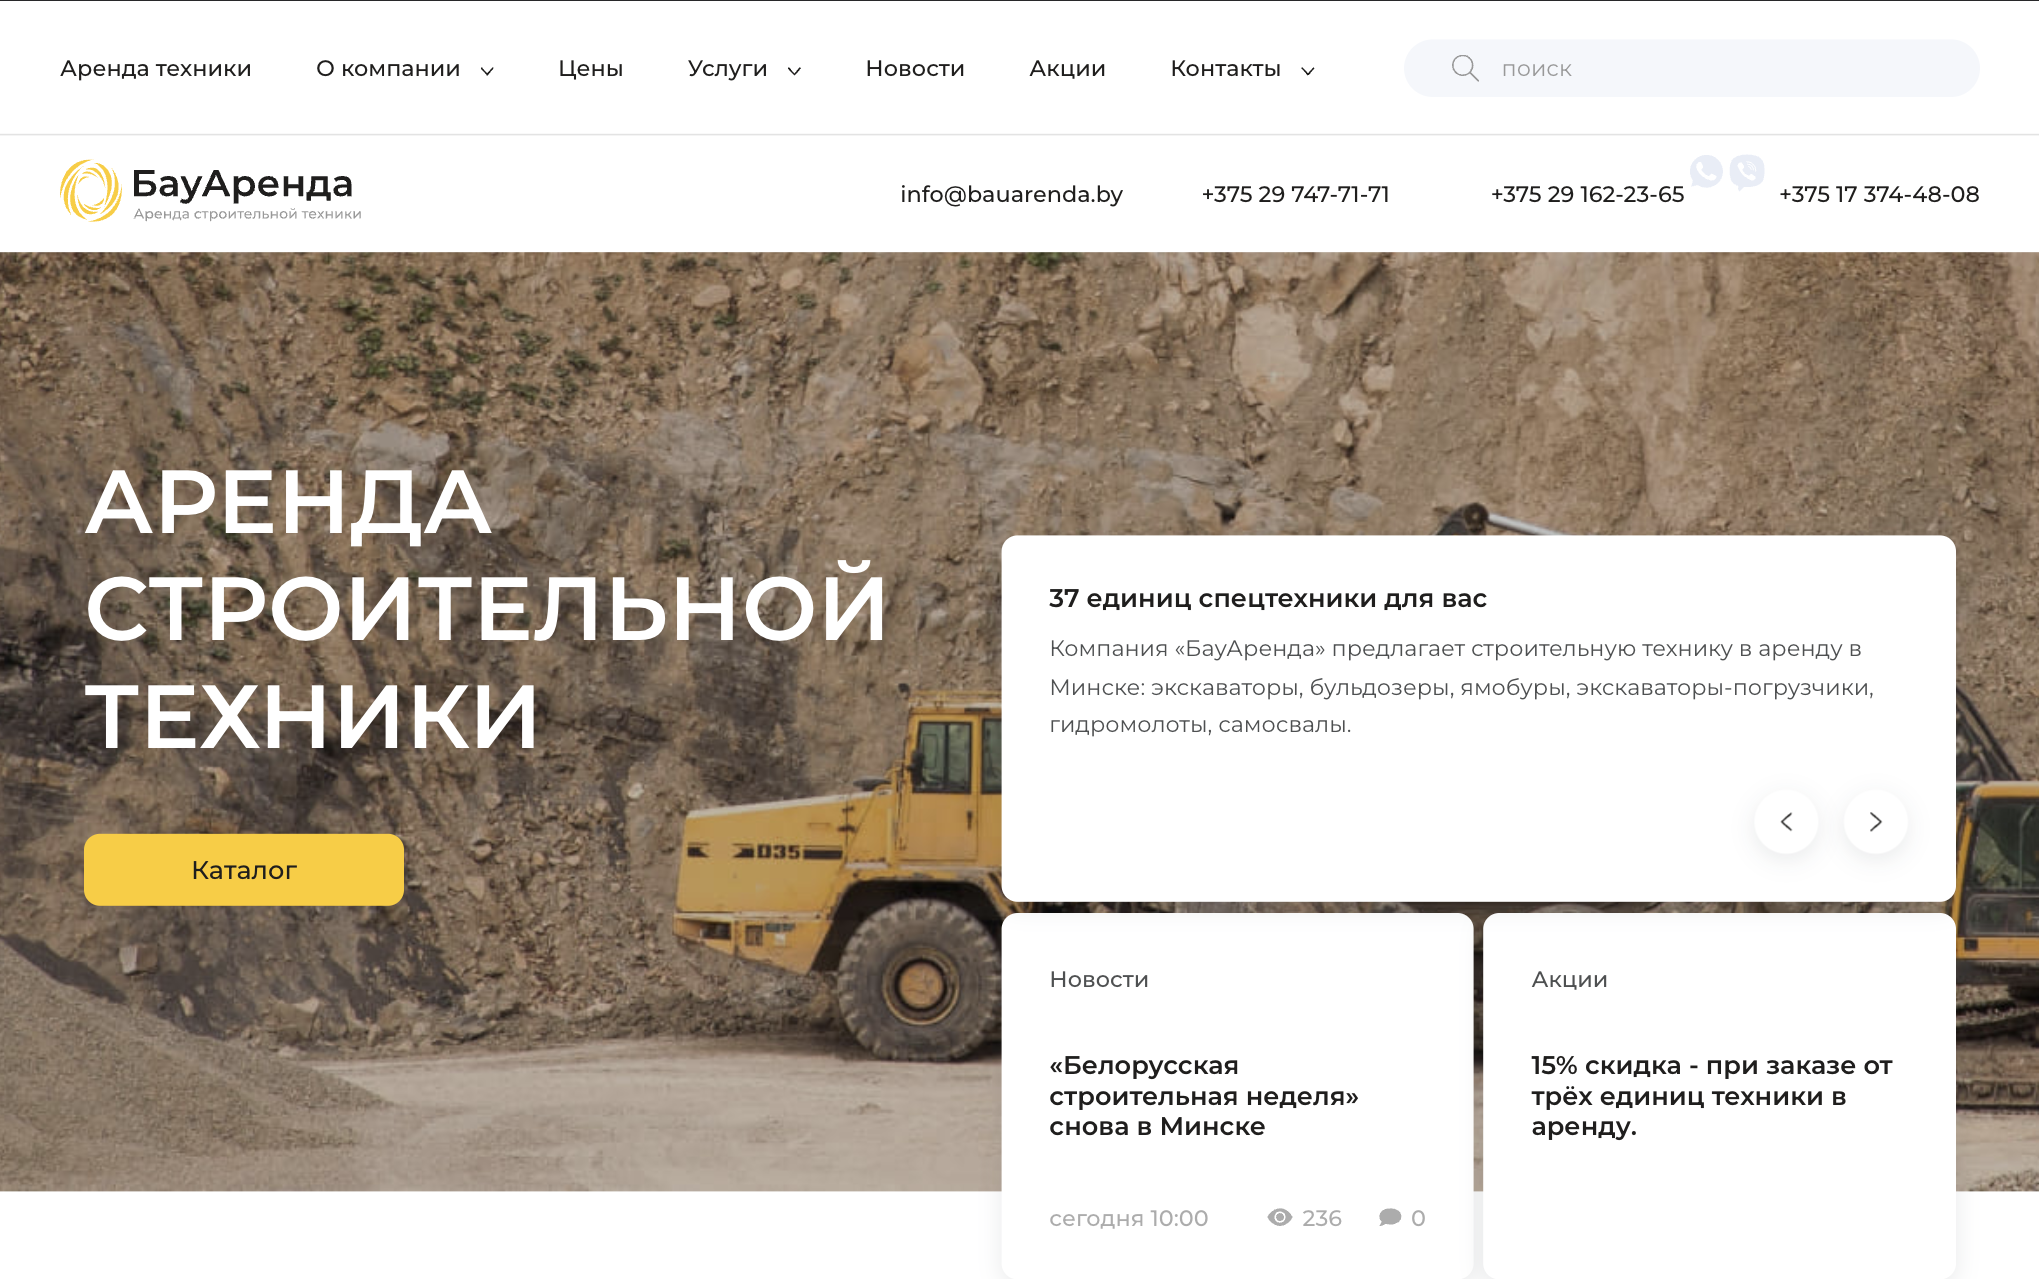 Аренда техники
О компании
Цены
Услуги
Новости
Акции
Контакты
поиск
БауАренда
Аренда строительной техники
info@bauarenda.by
+375 29 747-71-71
+375 29 162-23-65
+375 17 374-48-08
АРЕНДА
СТРОИТЕЛЬНОЙ
ТЕХНИКИ
Каталог
D35
37 единиц спецтехники для вас
Компания «БауАренда» предлагает строительную технику в аренду в
Минске: экскаваторы, бульдозеры, ямобуры, экскаваторы-погрузчики,
гидромолоты, самосвалы.
Новости
«Белорусская
строительная неделя»
снова в Минске
сегодня 10:00
236
0
Акции
15% скидка - при заказе от
трёх единиц техники в
аренду.